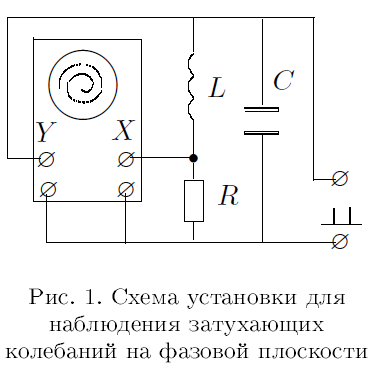 Y X L C
R
Рис. 1. Схема установки для
наблюдения затухающих
колебаний на фазовой плоскости